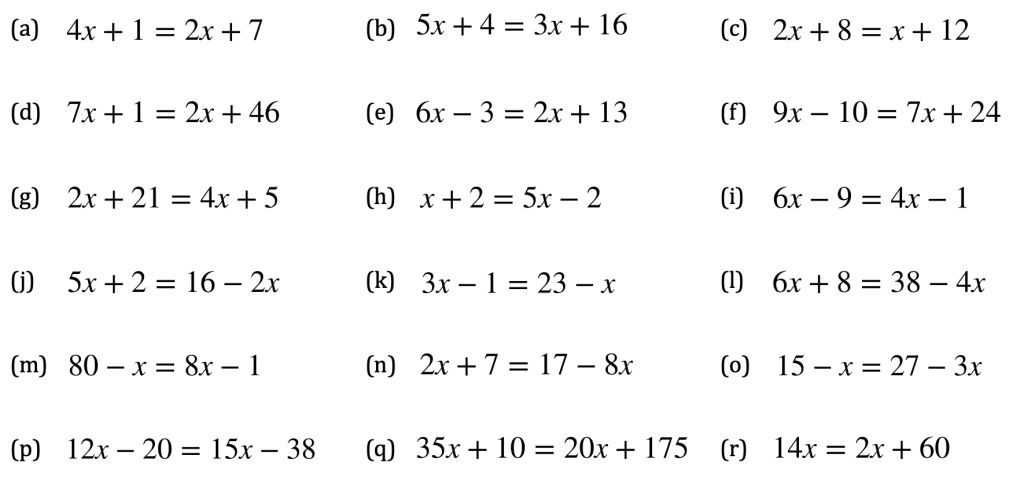 (a) 4x + 1 = 2x + 7 (b) 5x + 4 = 3x + 16 (c) 2x + 8 = x + 12
(d) 7x + 1 = 2x + 46 (e) 6x − 3 = 2x + 13 (f) 9x − 10 = 7x + 24
(g) 2x + 21 = 4x + 5 (h) x + 2 = 5x − 2 (i) 6x − 9 = 4x − 1
(j) 5x + 2 = 16 − 2x (k) 3x − 1 = 23 − x (l) 6x + 8 = 38 − 4x
(m) 80 − x = 8x − 1 (n) 2x + 7 = 17 − 8x (o) 15 − x = 27 − 3x
(p) 12x − 20 = 15x − 38 (q) 35x + 10 = 20x + 175 (r) 14x = 2x + 60